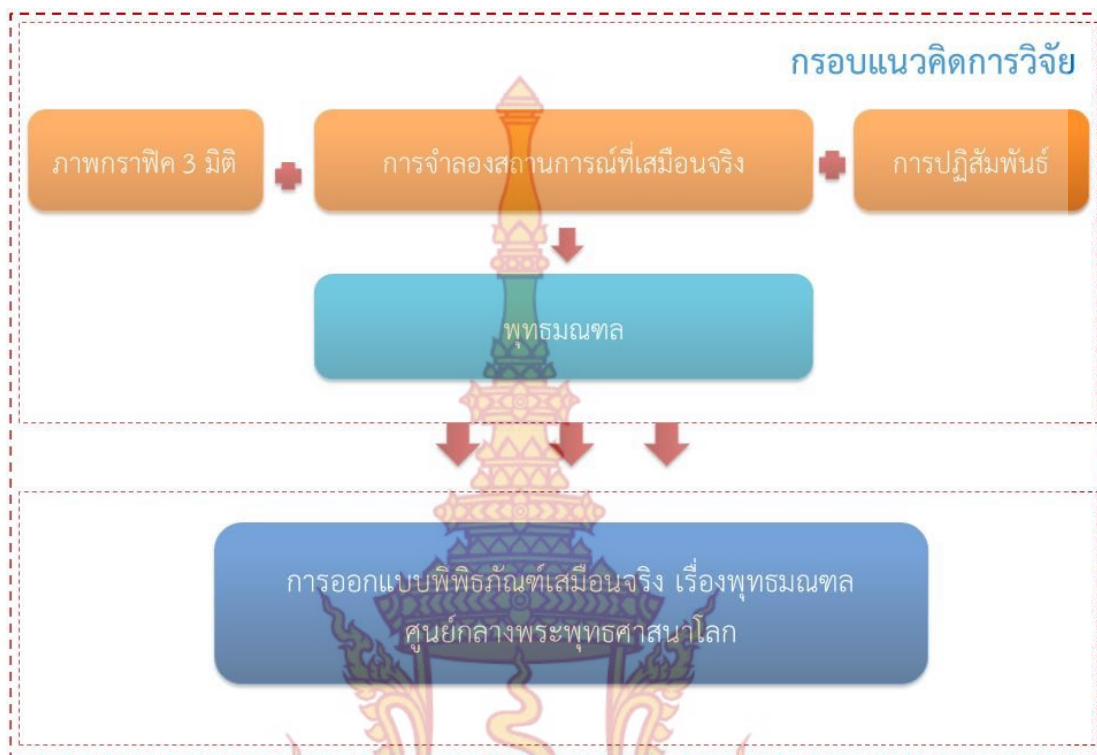 กรอบแนวคิดการวิจัย
ภาพกราฟิค 3 มิติ
การจำลองสถานการณ์ที่เสมือนจริง
การปฏิสัมพันธ์
พุทธมณฑล
การออกแบบพิพิธภัณฑ์เสมือนจริง เรื่องพุทธมณฑล
ศูนย์กลางพระพุทธศาสนาโลก